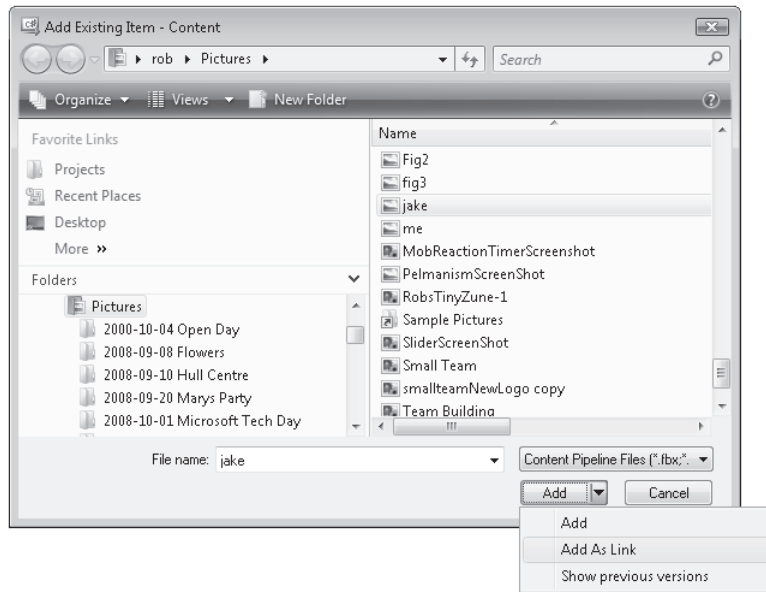 Add Existing Item - Content
rob ▸ Pictures ▸
Search
Organize
Views
New Folder
Favorite Links
Projects
Recent Places
Desktop
More »
Folders
Pictures
2000-10-04 Open Day
2008-09-08 Flowers
2008-09-10 Hull Centre
2008-09-20 Marys Party
2008-10-01 Microsoft Tech Day
Name
Fig2
fig3
jake
me
MobReactionTimerScreenshot
PelmanismScreenShot
RobsTinyZune-1
Sample Pictures
SliderScreenShot
Small Team
smallteamNewLogo copy
Team Building
File name: jake
Content Pipeline Files (*.fbx;*.
Add
Cancel
Add
Add As Link
Show previous versions